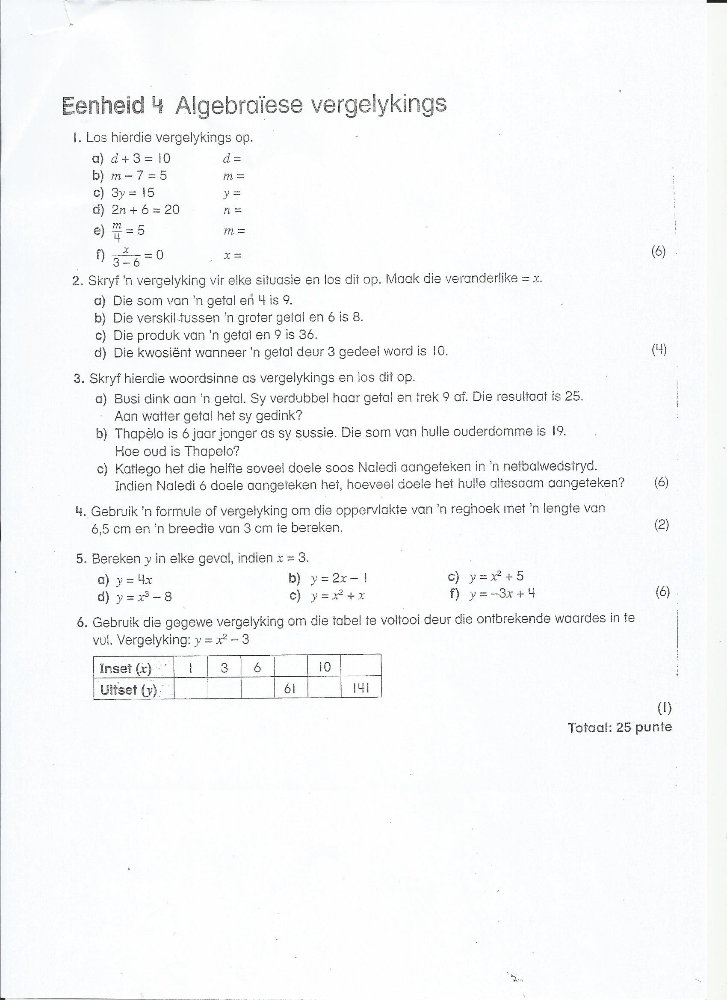 Eenheid 4 Algebraïese vergelykings
1. Los hierdie vergelykings op.
a) d + 3 = 10 d =
b) m – 7 = 5 m =
c) 3y = 15 y =
d) 2n + 6 = 20 n =
e) m/4 = 5 m =
f) x/(3 – 6) = 0 x = (6)
2. Skryf 'n vergelyking vir elke situasie en los dit op. Maak die veranderlike = x.
a) Die som van 'n getal en 4 is 9.
b) Die verskil tussen 'n groter getal en 6 is 8.
c) Die produk van 'n getal en 9 is 36.
d) Die kwosiënt wanneer 'n getal deur 3 gedeel word is 10. (4)
3. Skryf hierdie woordsinne as vergelykings en los dit op.
a) Busi dink aan 'n getal. Sy verdubbel haar getal en trek 9 af. Die resultaat is 25.
Aan watter getal het sy gedink?
b) Thapèlo is 6 jaar jonger as sy sussie. Die som van hulle ouderdomme is 19.
Hoe oud is Thapelo?
c) Katlego het die helfte soveel doele soos Naledi aangeteken in 'n netbalwedstryd.
Indien Naledi 6 doele aangeteken het, hoeveel doele het hulle altesaam aangeteken? (6)
4. Gebruik 'n formule of vergelyking om die oppervlakte van 'n reghoek met 'n lengte van
6,5 cm en 'n breedte van 3 cm te bereken. (2)
5. Bereken y in elke geval, indien x = 3.
a) y = 4x b) y = 2x – 1 c) y = x² + 5
d) y = x³ – 8 c) y = x² + x f) y = –3x + 4 (6)
6. Gebruik die gegewe vergelyking om die tabel te voltooi deur die ontbrekende waardes in te
vul. Vergelyking: y = x² – 3
Inset (x) 1 3 6 10
Uitset (y) 61 141
(1)
Totaal: 25 punte